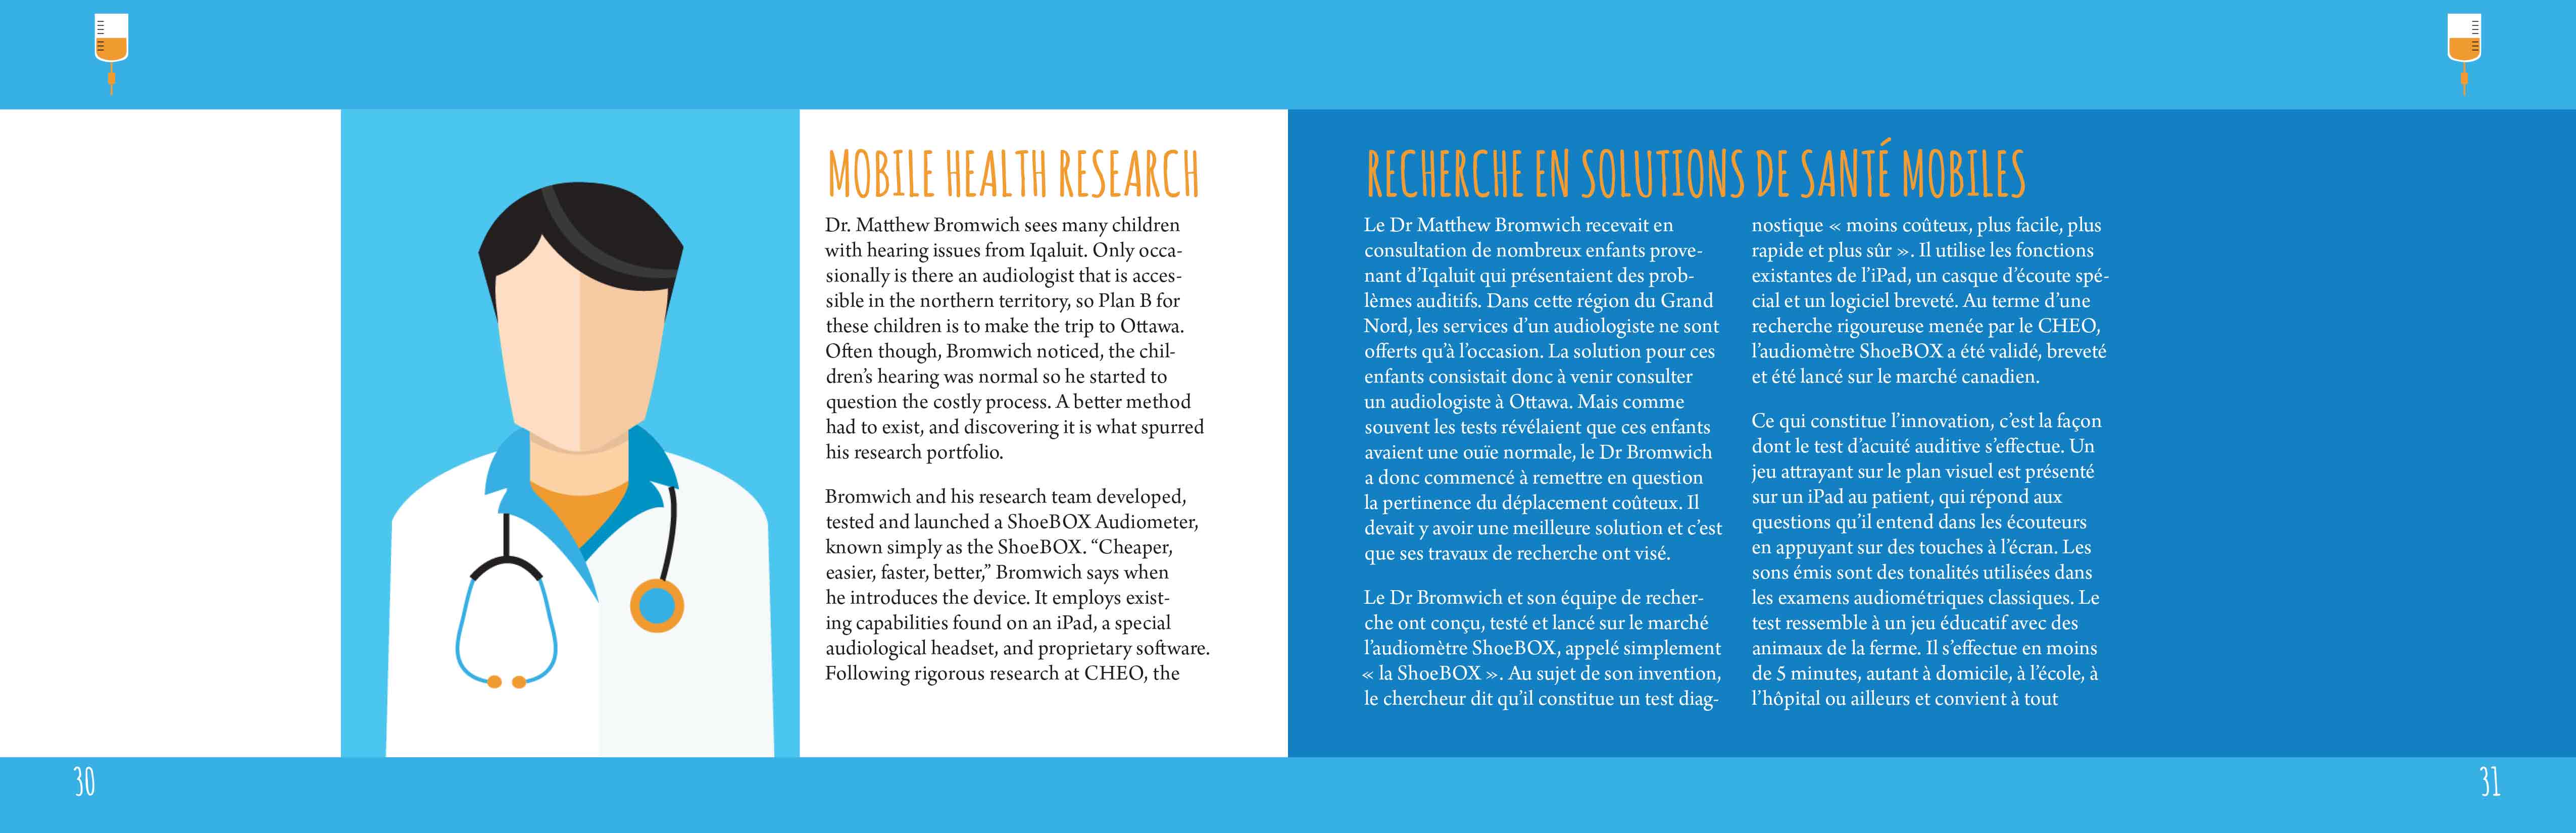 MOBILE HEALTH RESEARCH
Dr. Matthew Bromwich sees many children
with hearing issues from Iqaluit. Only occa-
sionally is there an audiologist that is acces-
sible in the northern territory, so Plan B for
these children is to make the trip to Ottawa.
Often though, Bromwich noticed, the chil-
dren’s hearing was normal so he started to
question the costly process. A better method
had to exist, and discovering it is what spurred
his research portfolio.
Bromwich and his research team developed,
tested and launched a ShoeBOX Audiometer,
known simply as the ShoeBOX. “Cheaper,
easier, faster, better,” Bromwich says when
he introduces the device. It employs exist-
ing capabilities found on an iPad, a special
audiological headset, and proprietary software.
Following rigorous research at CHEO, the
30
RECHERCHE EN SOLUTIONS DE SANTÉ MOBILES
Le Dr Matthew Bromwich recevait en
consultation de nombreux enfants prove-
nant d’Iqaluit qui présentaient des prob-
lèmes auditifs. Dans cette région du Grand
Nord, les services d’un audiologiste ne sont
offerts qu’à l’occasion. La solution pour ces
enfants consistait donc à venir consulter
un audiologiste à Ottawa. Mais comme
souvent les tests révélaient que ces enfants
avaient une ouïe normale, le Dr Bromwich
a donc commencé à remettre en question
la pertinence du déplacement coûteux. Il
devait y avoir une meilleure solution et c’est
que ses travaux de recherche ont visé.
Le Dr Bromwich et son équipe de recher-
che ont conçu, testé et lancé sur le marché
l’audiomètre ShoeBOX, appelé simplement
« la ShoeBOX ». Au sujet de son invention,
le chercheur dit qu’il constitue un test diag-
nostique « moins coûteux, plus facile, plus
rapide et plus sûr ». Il utilise les fonctions
existantes de l’iPad, un casque d’écoute spé-
cial et un logiciel breveté. Au terme d’une
recherche rigoureuse menée par le CHEO,
l’audiomètre ShoeBOX a été validé, breveté
et été lancé sur le marché canadien.
Ce qui constitue l’innovation, c’est la façon
dont le test d’acuité auditive s’effectue. Un
jeu attrayant sur le plan visuel est présenté
sur un iPad au patient, qui répond aux
questions qu’il entend dans les écouteurs
en appuyant sur des touches à l’écran. Les
sons émis sont des tonalités utilisées dans
les examens audiométriques classiques. Le
test ressemble à un jeu éducatif avec des
animaux de la ferme. Il s’effectue en moins
de 5 minutes, autant à domicile, à l’école, à
l’hôpital ou ailleurs et convient à tout
31